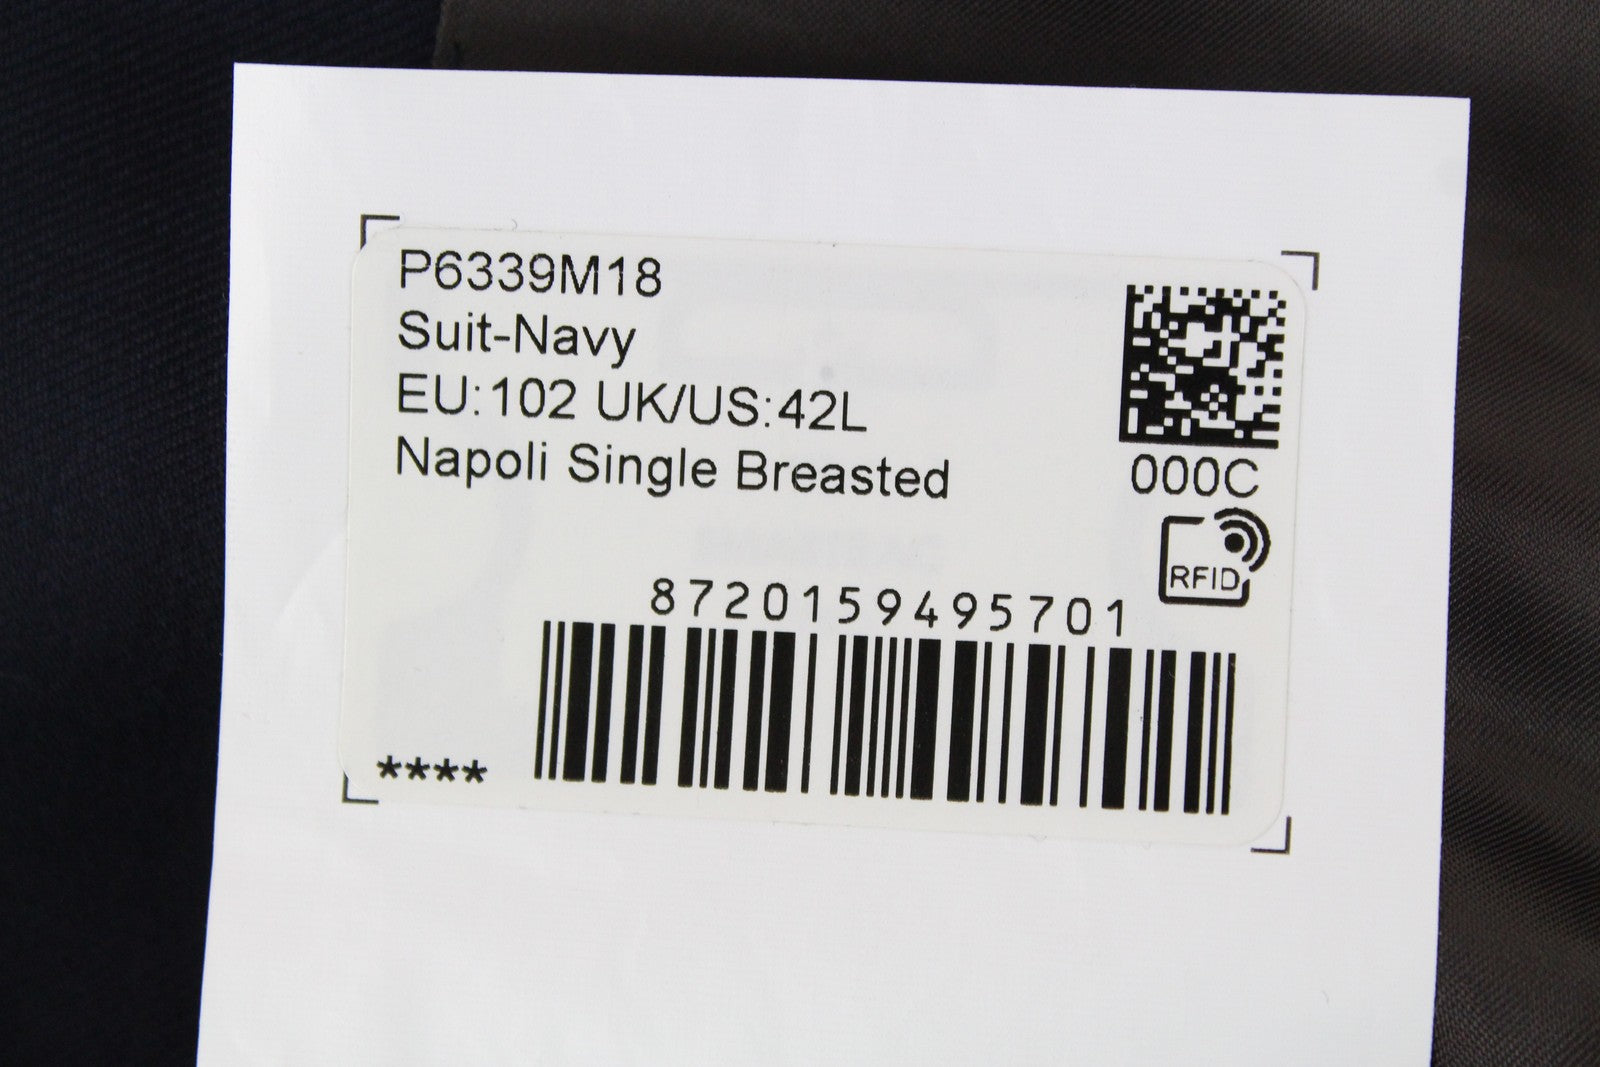 P6339M18
Suit-Navy
EU:102 UK/US:42L
Napoli Single Breasted
000C
RFID
8720159495701
****